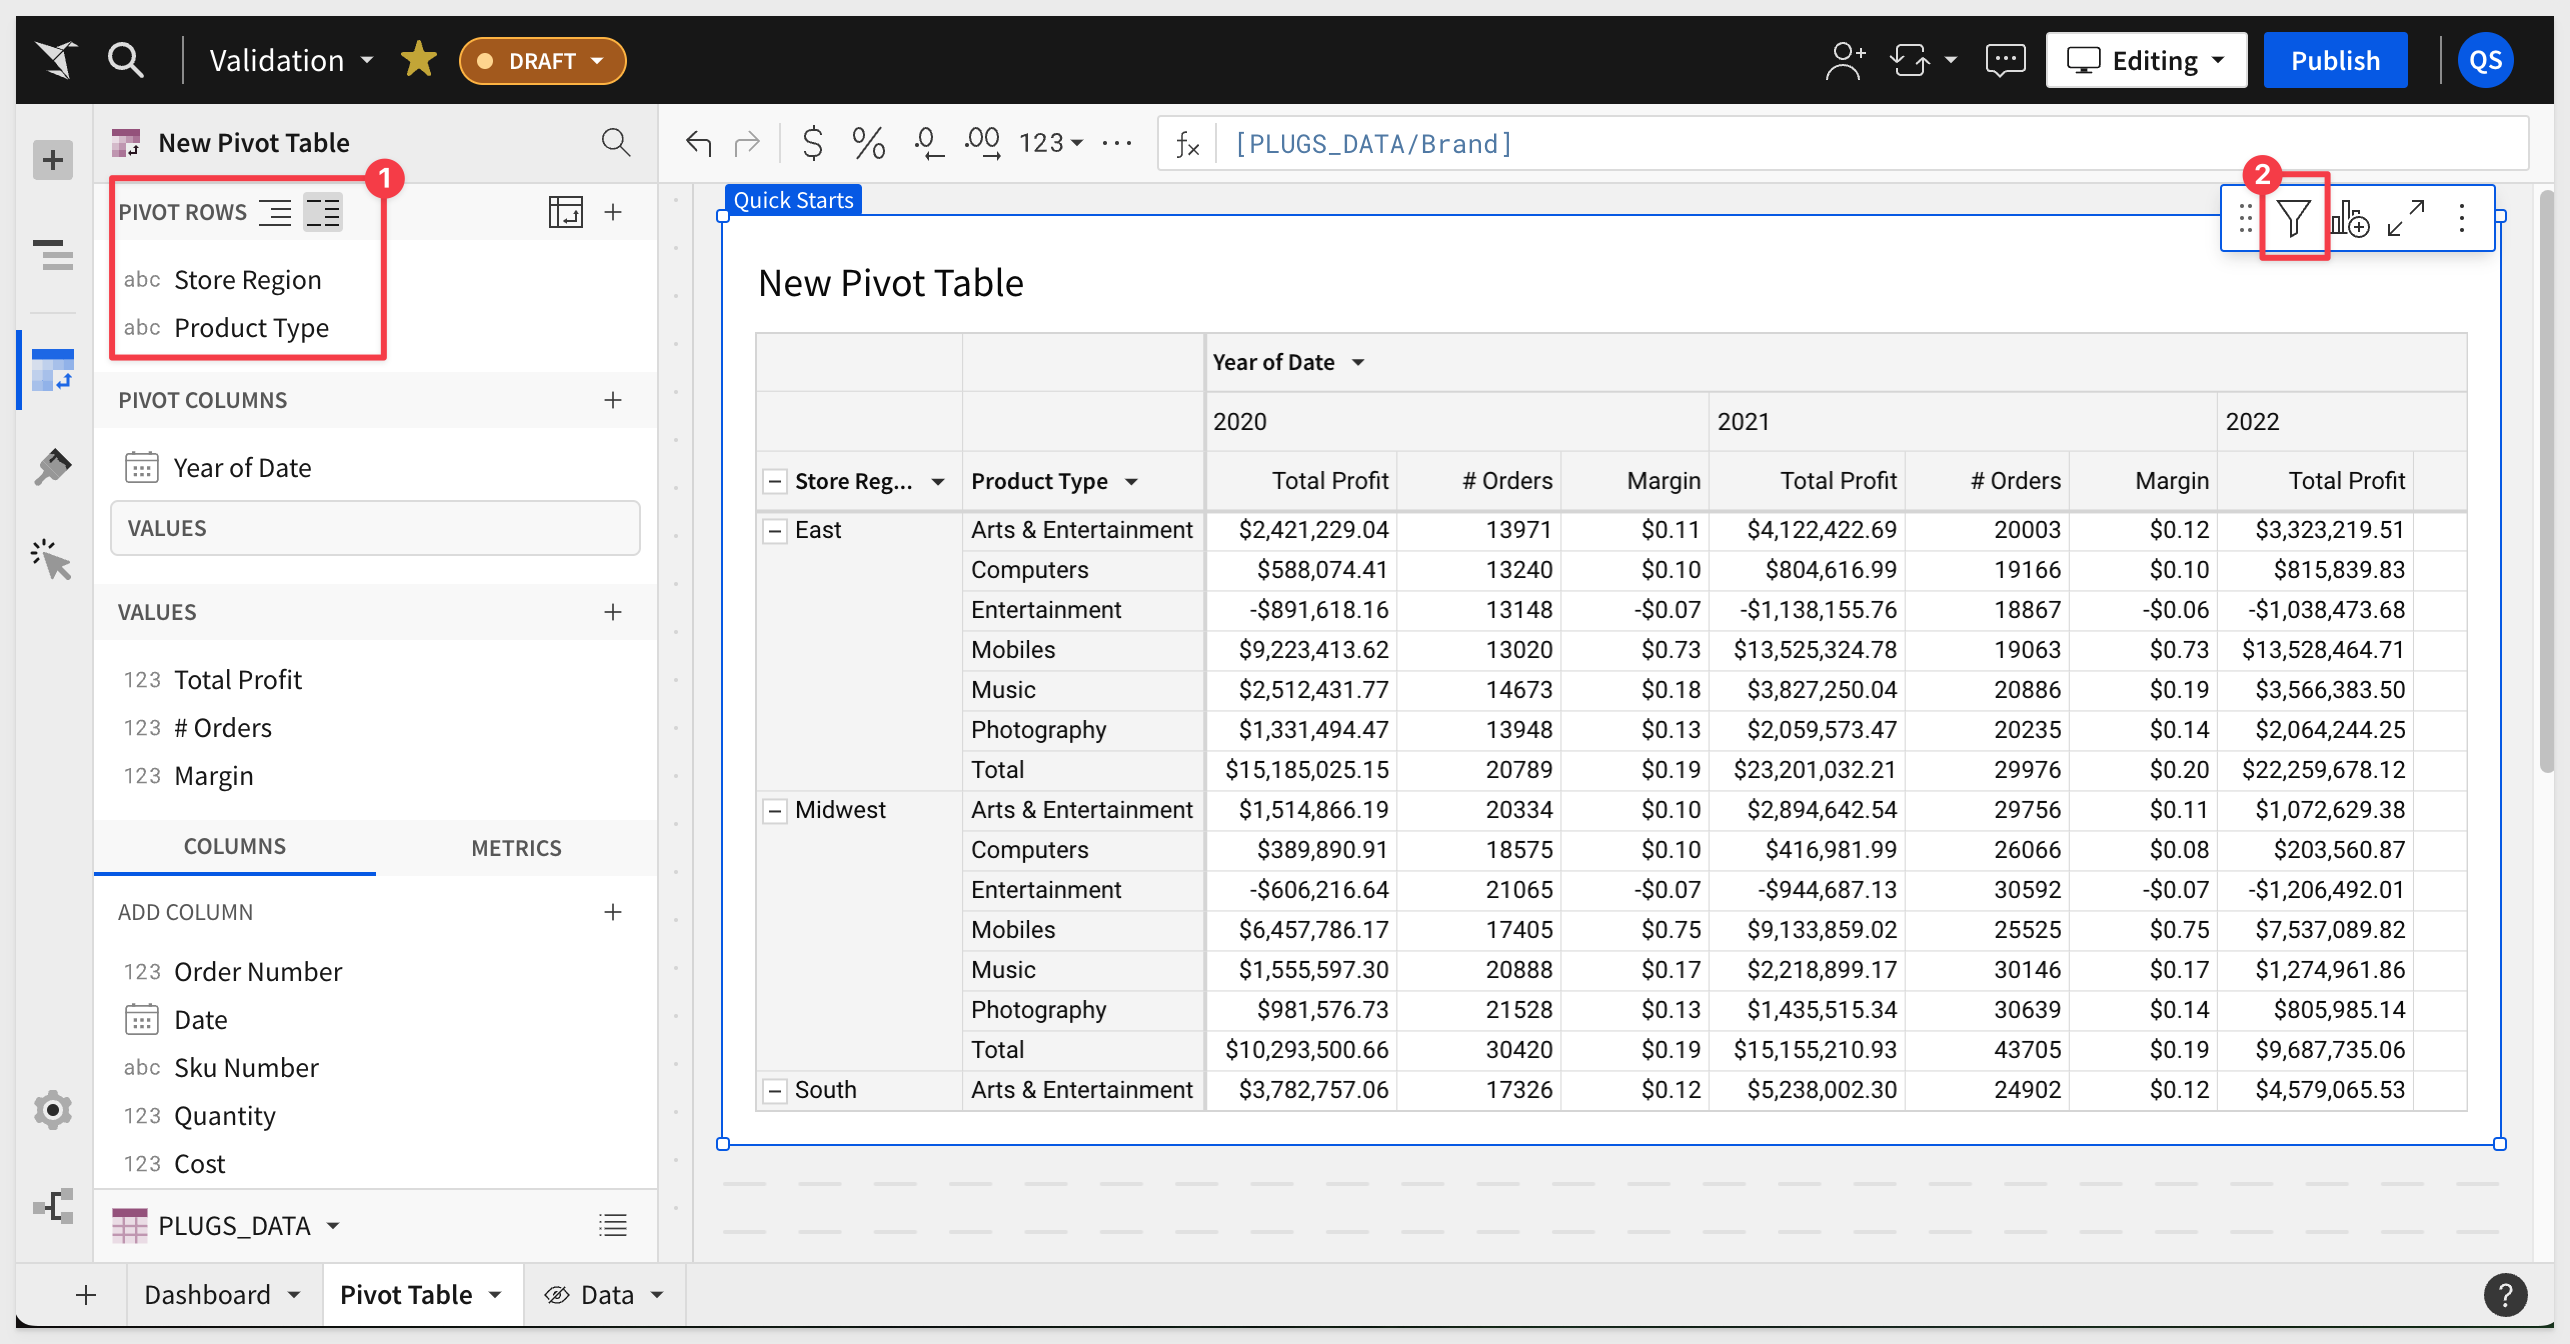 Validation
DRAFT
Editing
Publish
QS
New Pivot Table
$ % .0 .00 123 ...
fx [PLUGS_DATA/Brand]
1
2
PIVOT ROWS
abc Store Region
abc Product Type
PIVOT COLUMNS
Year of Date
VALUES
VALUES
123 Total Profit
123 # Orders
123 Margin
COLUMNS METRICS
ADD COLUMN
123 Order Number
Date
abc Sku Number
123 Quantity
123 Cost
PLUGS_DATA
Quick Starts
New Pivot Table
Year of Date
2020 2021 2022
Store Reg... Product Type Total Profit # Orders Margin Total Profit # Orders Margin Total Profit
East Arts & Entertainment $2,421,229.04 13971 $0.11 $4,122,422.69 20003 $0.12 $3,323,219.51
Computers $588,074.41 13240 $0.10 $804,616.99 19166 $0.10 $815,839.83
Entertainment -$891,618.16 13148 -$0.07 -$1,138,155.76 18867 -$0.06 -$1,038,473.68
Mobiles $9,223,413.62 13020 $0.73 $13,525,324.78 19063 $0.73 $13,528,464.71
Music $2,512,431.77 14673 $0.18 $3,827,250.04 20886 $0.19 $3,566,383.50
Photography $1,331,494.47 13948 $0.13 $2,059,573.47 20235 $0.14 $2,064,244.25
Total $15,185,025.15 20789 $0.19 $23,201,032.21 29976 $0.20 $22,259,678.12
Midwest Arts & Entertainment $1,514,866.19 20334 $0.10 $2,894,642.54 29756 $0.11 $1,072,629.38
Computers $389,890.91 18575 $0.10 $416,981.99 26066 $0.08 $203,560.87
Entertainment -$606,216.64 21065 -$0.07 -$944,687.13 30592 -$0.07 -$1,206,492.01
Mobiles $6,457,786.17 17405 $0.75 $9,133,859.02 25525 $0.75 $7,537,089.82
Music $1,555,597.30 20888 $0.17 $2,218,899.17 30146 $0.17 $1,274,961.86
Photography $981,576.73 21528 $0.13 $1,435,515.34 30639 $0.14 $805,985.14
Total $10,293,500.66 30420 $0.19 $15,155,210.93 43705 $0.19 $9,687,735.06
South Arts & Entertainment $3,782,757.06 17326 $0.12 $5,238,002.30 24902 $0.12 $4,579,065.53
Dashboard Pivot Table Data ?